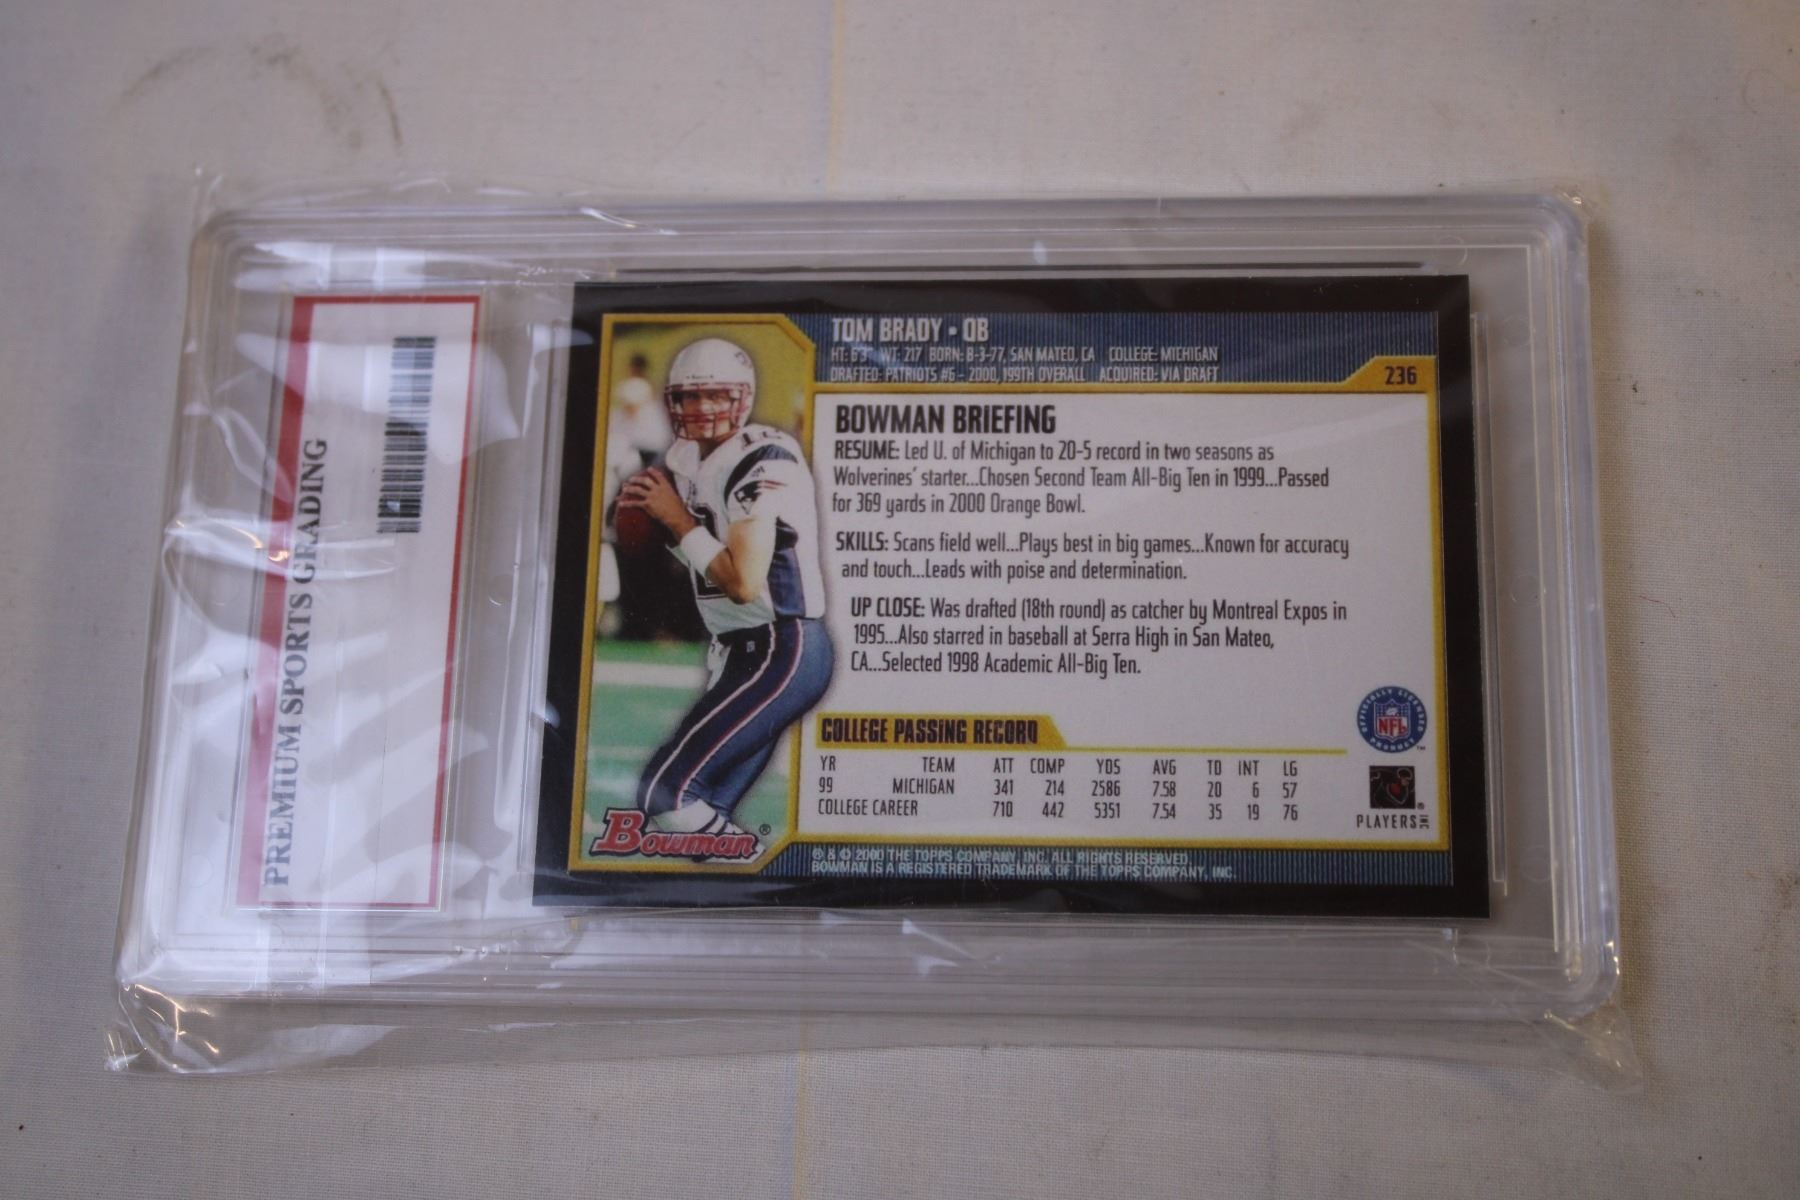 PREMIUM SPORTS GRADING
TOM BRADY • QB
HT: 6'3" WT: 217 BORN: 8-3-77, SAN MATEO, CA COLLEGE: MICHIGAN
DRAFTED: PATRIOTS #6 – 2000, 199TH OVERALL ACQUIRED: VIA DRAFT
236
BOWMAN BRIEFING
RESUME: Led U. of Michigan to 20-5 record in two seasons as
Wolverines' starter...Chosen Second Team All-Big Ten in 1999...Passed
for 369 yards in 2000 Orange Bowl.
SKILLS: Scans field well...Plays best in big games...Known for accuracy
and touch...Leads with poise and determination.
UP CLOSE: Was drafted (18th round) as catcher by Montreal Expos in
1995...Also starred in baseball at Serra High in San Mateo,
CA...Selected 1998 Academic All-Big Ten.
COLLEGE PASSING RECORD
YR TEAM ATT COMP YDS AVG TD INT LG
99 MICHIGAN 341 214 2586 7.58 20 6 57
COLLEGE CAREER 710 442 5351 7.54 35 19 76
OFFICIALLY LICENSED
NFL
PRODUCT ™
PLAYERS INC ®
Bowman ®
® & © 2000 THE TOPPS COMPANY, INC. ALL RIGHTS RESERVED
BOWMAN IS A REGISTERED TRADEMARK OF THE TOPPS COMPANY, INC.